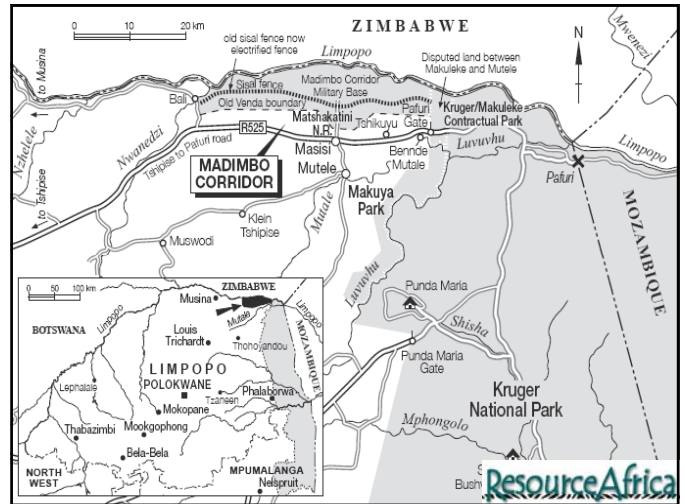 0 10 20 km
ZIMBABWE
old sisal fence now
electrified fence
Limpopo
Disputed land between
Makuleke and Mutele
N
Mwenezi
to Musina
Sisal fence
Madimbo Corridor
Military Base
Bali
Old Venda boundary
Pafuri
Gate
Kruger/Makuleke
Contractual Park
Matshakatini
N.R.
Tshikuyu
R525
Nzhelele
Nwanedzi
Tshipise to Pafuri road
Masisi
Bennde
Mutale
Luvuvhu
Limpopo
MADIMBO
CORRIDOR
Mutele
Pafuri
to Tshipise
Makuya
Park
Mutale
Klein
Tshipise
Muswodi
MOZAMBIQUE
Luvuvhu
Punda Maria
Shisha
Punda Maria
Gate
Kruger
National Park
Mphongolo
S
Bushv
0 50 100 km
ZIMBABWE
Musina
Limpopo
BOTSWANA
Mutale
Limpopo
Louis
Trichardt
Thohoyandou
MOZAMBIQUE
LIMPOPO
Lephalale
POLOKWANE
Tzaneen
Phalaborwa
Mokopane
Mookgophong
Thabazimbi
Bela-Bela
NORTH
WEST
MPUMALANGA
Nelspruit
ResourceAfrica